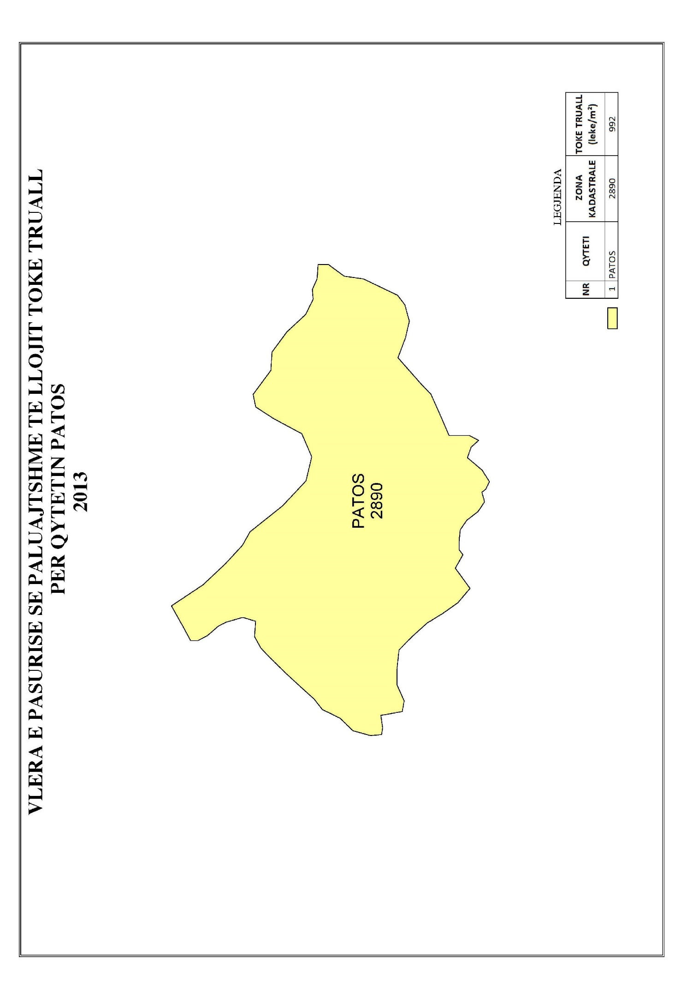 VLERA E PASURISE SE PALUAJTSHME TE LLOJIT TOKE TRUALL
PER QYTETIN PATOS
2013
PATOS
2890
LEGJENDA
NR QYTETI ZONA KADASTRALE TOKE TRUALL (leke/m²)
1 PATOS 2890 992